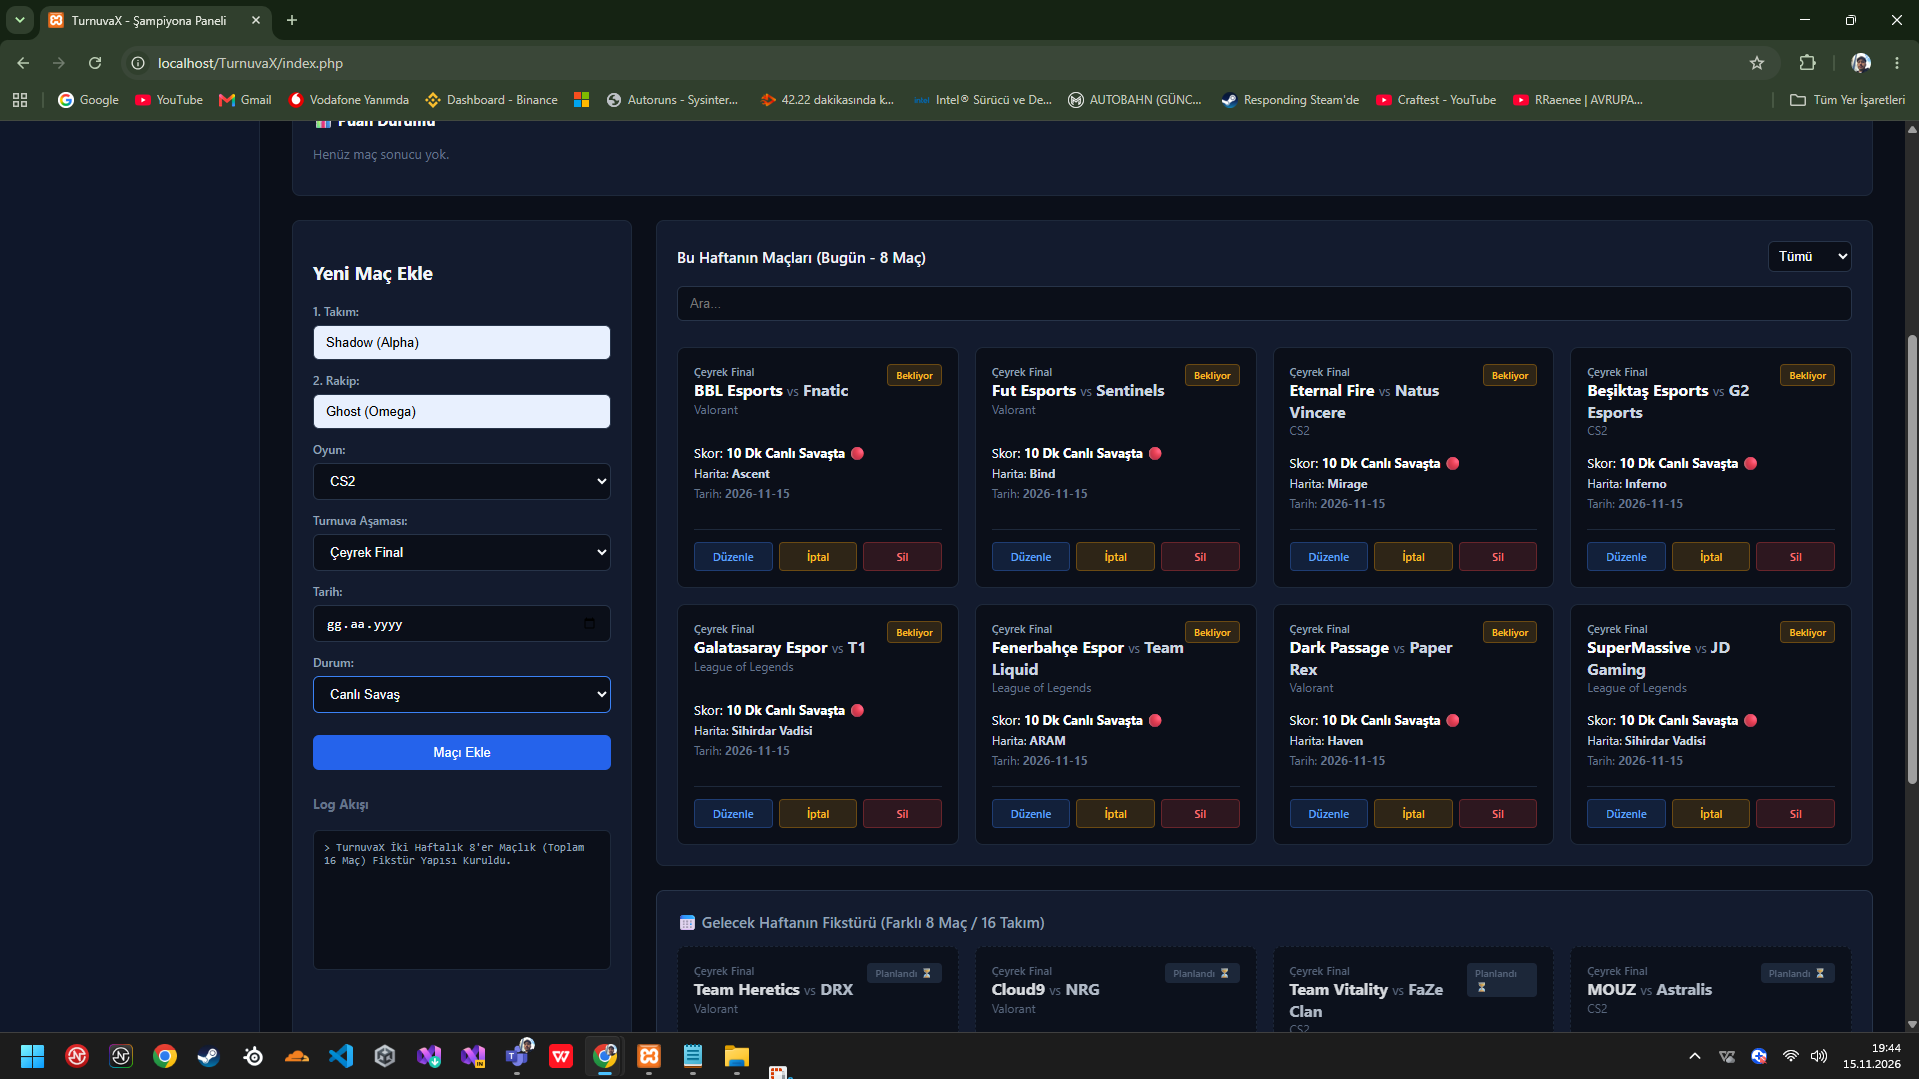 TurnuvaX - Şampiyona Paneli
localhost/TurnuvaX/index.php
Google
YouTube
Gmail
Vodafone Yanımda
Dashboard - Binance
Autoruns - Sysinter...
42.22 dakikasında k...
Intel® Sürücü ve De...
AUTOBAHN (GÜNC...
Responding Steam'de
Craftest - YouTube
RRaenee | AVRUPA...
Tüm Yer İşaretleri
Puan Durumu
Henüz maç sonucu yok.
Yeni Maç Ekle
1. Takım:
Shadow (Alpha)
2. Rakip:
Ghost (Omega)
Oyun:
CS2
Turnuva Aşaması:
Çeyrek Final
Tarih:
gg.aa.yyyy
Durum:
Canlı Savaş
Maçı Ekle
Log Akışı
> TurnuvaX İki Haftalık 8'er Maçlık (Toplam
16 Maç) Fikstür Yapısı Kuruldu.
Bu Haftanın Maçları (Bugün - 8 Maç)
Tümü
Ara...
Çeyrek Final
Bekliyor
BBL Esports vs Fnatic
Valorant
Skor: 10 Dk Canlı Savaşta
Harita: Ascent
Tarih: 2026-11-15
Düzenle
İptal
Sil
Çeyrek Final
Bekliyor
Fut Esports vs Sentinels
Valorant
Skor: 10 Dk Canlı Savaşta
Harita: Bind
Tarih: 2026-11-15
Düzenle
İptal
Sil
Çeyrek Final
Bekliyor
Eternal Fire vs Natus
Vincere
CS2
Skor: 10 Dk Canlı Savaşta
Harita: Mirage
Tarih: 2026-11-15
Düzenle
İptal
Sil
Çeyrek Final
Bekliyor
Beşiktaş Esports vs G2
Esports
CS2
Skor: 10 Dk Canlı Savaşta
Harita: Inferno
Tarih: 2026-11-15
Düzenle
İptal
Sil
Çeyrek Final
Bekliyor
Galatasaray Espor vs T1
League of Legends
Skor: 10 Dk Canlı Savaşta
Harita: Sihirdar Vadisi
Tarih: 2026-11-15
Düzenle
İptal
Sil
Çeyrek Final
Bekliyor
Fenerbahçe Espor vs Team
Liquid
League of Legends
Skor: 10 Dk Canlı Savaşta
Harita: ARAM
Tarih: 2026-11-15
Düzenle
İptal
Sil
Çeyrek Final
Bekliyor
Dark Passage vs Paper
Rex
Valorant
Skor: 10 Dk Canlı Savaşta
Harita: Haven
Tarih: 2026-11-15
Düzenle
İptal
Sil
Çeyrek Final
Bekliyor
SuperMassive vs JD
Gaming
League of Legends
Skor: 10 Dk Canlı Savaşta
Harita: Sihirdar Vadisi
Tarih: 2026-11-15
Düzenle
İptal
Sil
Gelecek Haftanın Fikstürü (Farklı 8 Maç / 16 Takım)
Çeyrek Final
Planlandı
Team Heretics vs DRX
Valorant
Çeyrek Final
Planlandı
Cloud9 vs NRG
Valorant
Çeyrek Final
Planlandı
Team Vitality vs FaZe
Clan
CS2
Çeyrek Final
Planlandı
MOUZ vs Astralis
CS2
19:44
15.11.2026